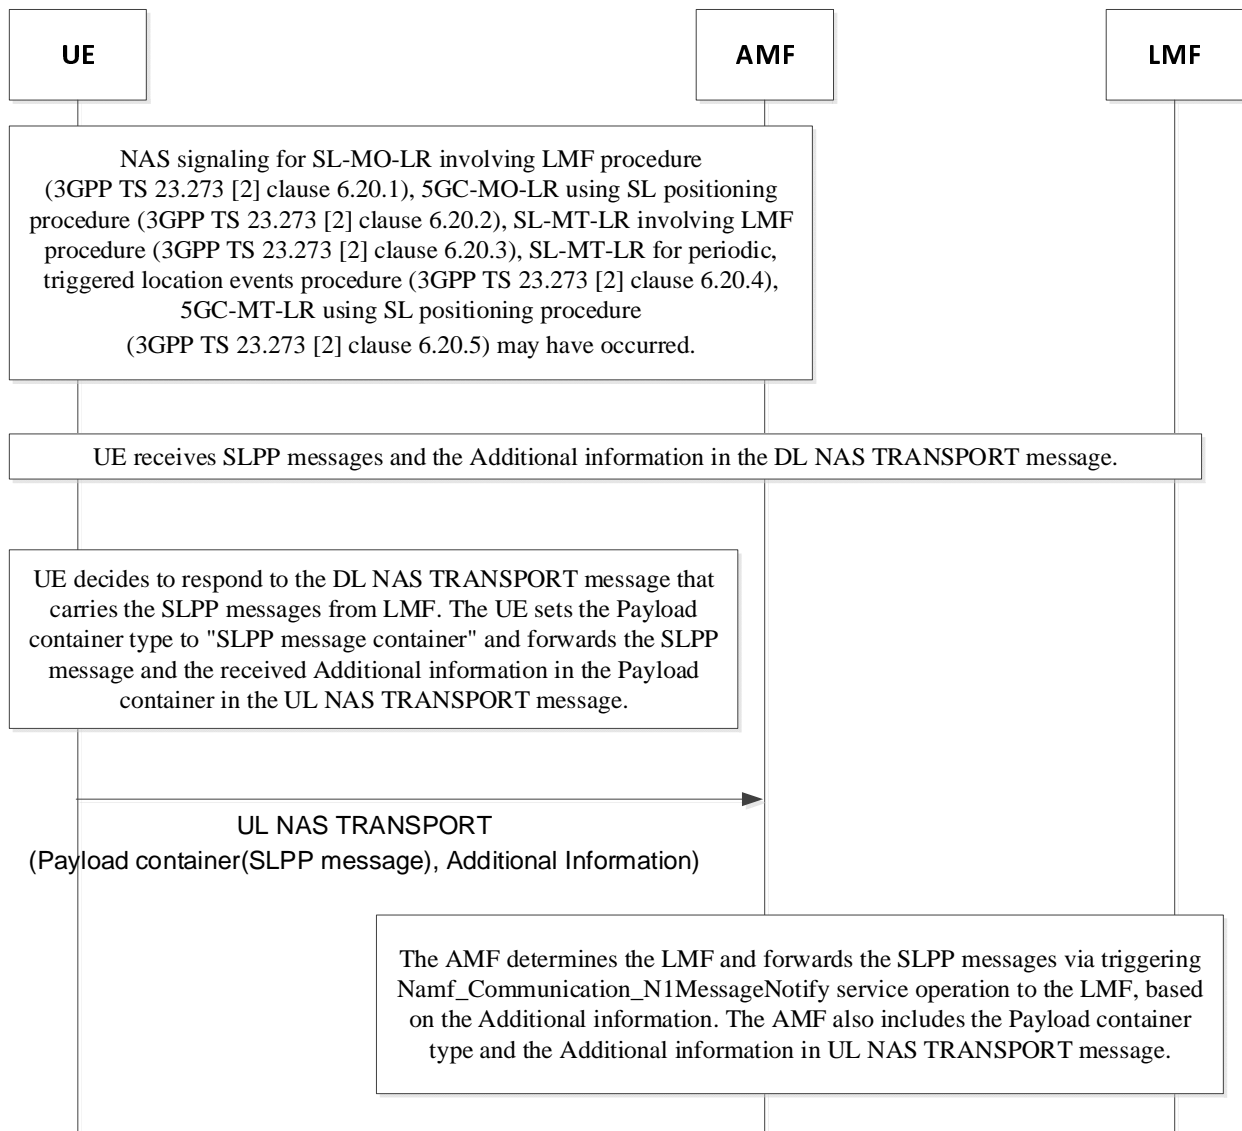 UE
AMF
LMF
NAS signaling for SL-MO-LR involving LMF procedure
(3GPP TS 23.273 [2] clause 6.20.1), 5GC-MO-LR using SL positioning
procedure (3GPP TS 23.273 [2] clause 6.20.2), SL-MT-LR involving LMF
procedure (3GPP TS 23.273 [2] clause 6.20.3), SL-MT-LR for periodic,
triggered location events procedure (3GPP TS 23.273 [2] clause 6.20.4),
5GC-MT-LR using SL positioning procedure
(3GPP TS 23.273 [2] clause 6.20.5) may have occurred.
UE receives SLPP messages and the Additional information in the DL NAS TRANSPORT message.
UE decides to respond to the DL NAS TRANSPORT message that
carries the SLPP messages from LMF. The UE sets the Payload
container type to "SLPP message container" and forwards the SLPP
message and the received Additional information in the Payload
container in the UL NAS TRANSPORT message.
UL NAS TRANSPORT
(Payload container(SLPP message), Additional Information)
The AMF determines the LMF and forwards the SLPP messages via triggering
Namf_Communication_N1MessageNotify service operation to the LMF, based
on the Additional information. The AMF also includes the Payload container
type and the Additional information in UL NAS TRANSPORT message.